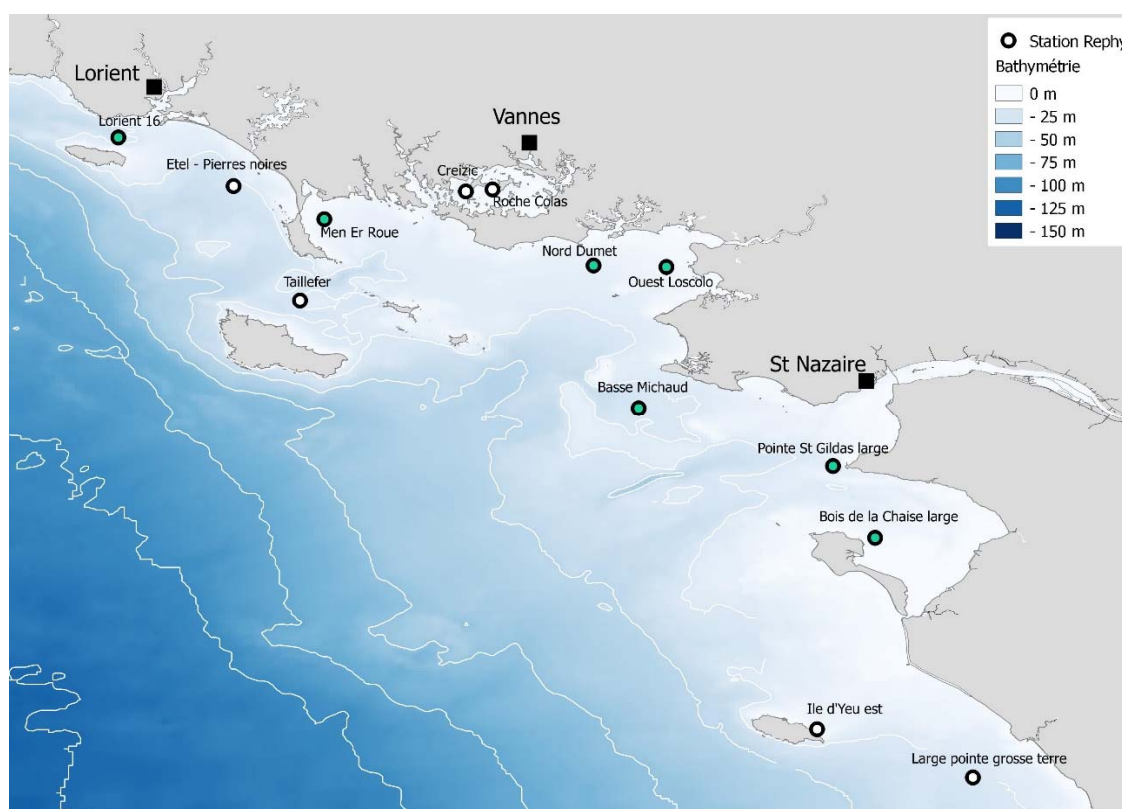 Station Rephy
Bathymétrie
0 m
- 25 m
- 50 m
- 75 m
- 100 m
- 125 m
- 150 m
Lorient
Lorient 16
Vannes
Etel - Pierres noires
Creizic
Roche Colas
Men Er Roue
Nord Dumet
Ouest Loscolo
Taillefer
St Nazaire
Basse Michaud
Pointe St Gildas large
Bois de la Chaise large
Ile d'Yeu est
Large pointe grosse terre